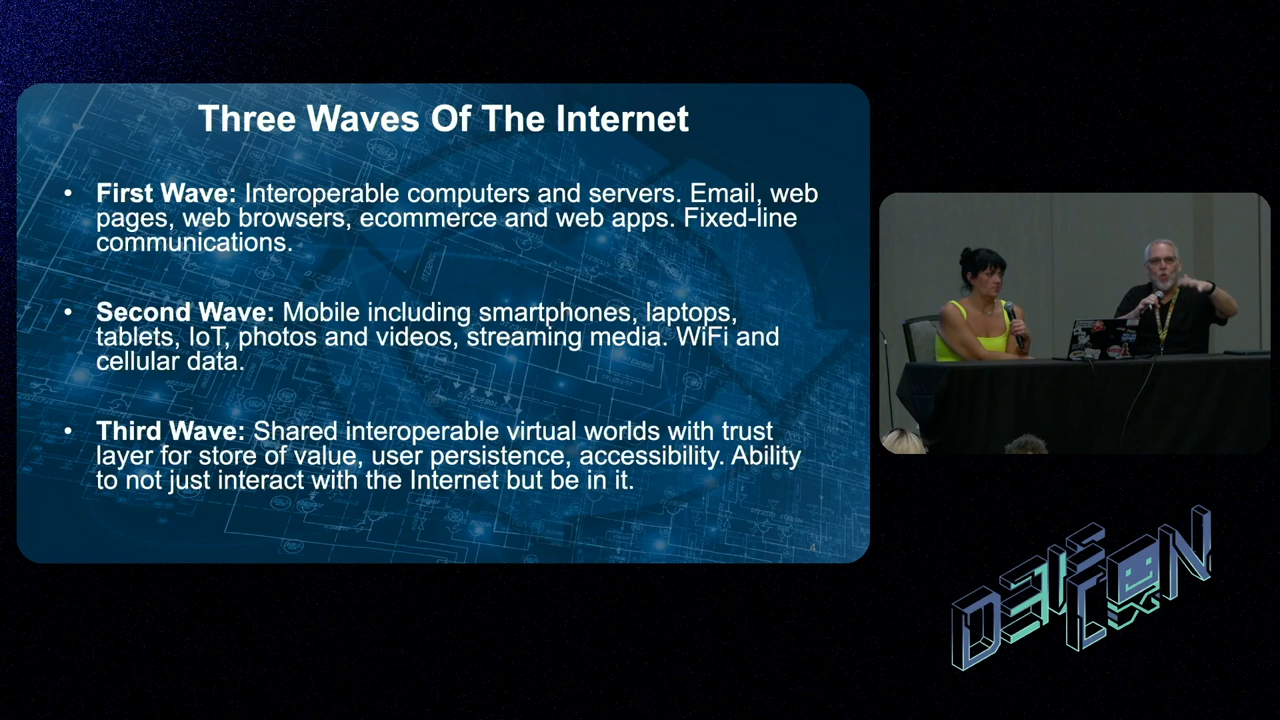 Three Waves Of The Internet
• First Wave: Interoperable computers and servers. Email, web
pages, web browsers, ecommerce and web apps. Fixed-line
communications.
• Second Wave: Mobile including smartphones, laptops,
tablets, IoT, photos and videos, streaming media. WiFi and
cellular data.
• Third Wave: Shared interoperable virtual worlds with trust
layer for store of value, user persistence, accessibility. Ability
to not just interact with the Internet but be in it.
4
DEF CON